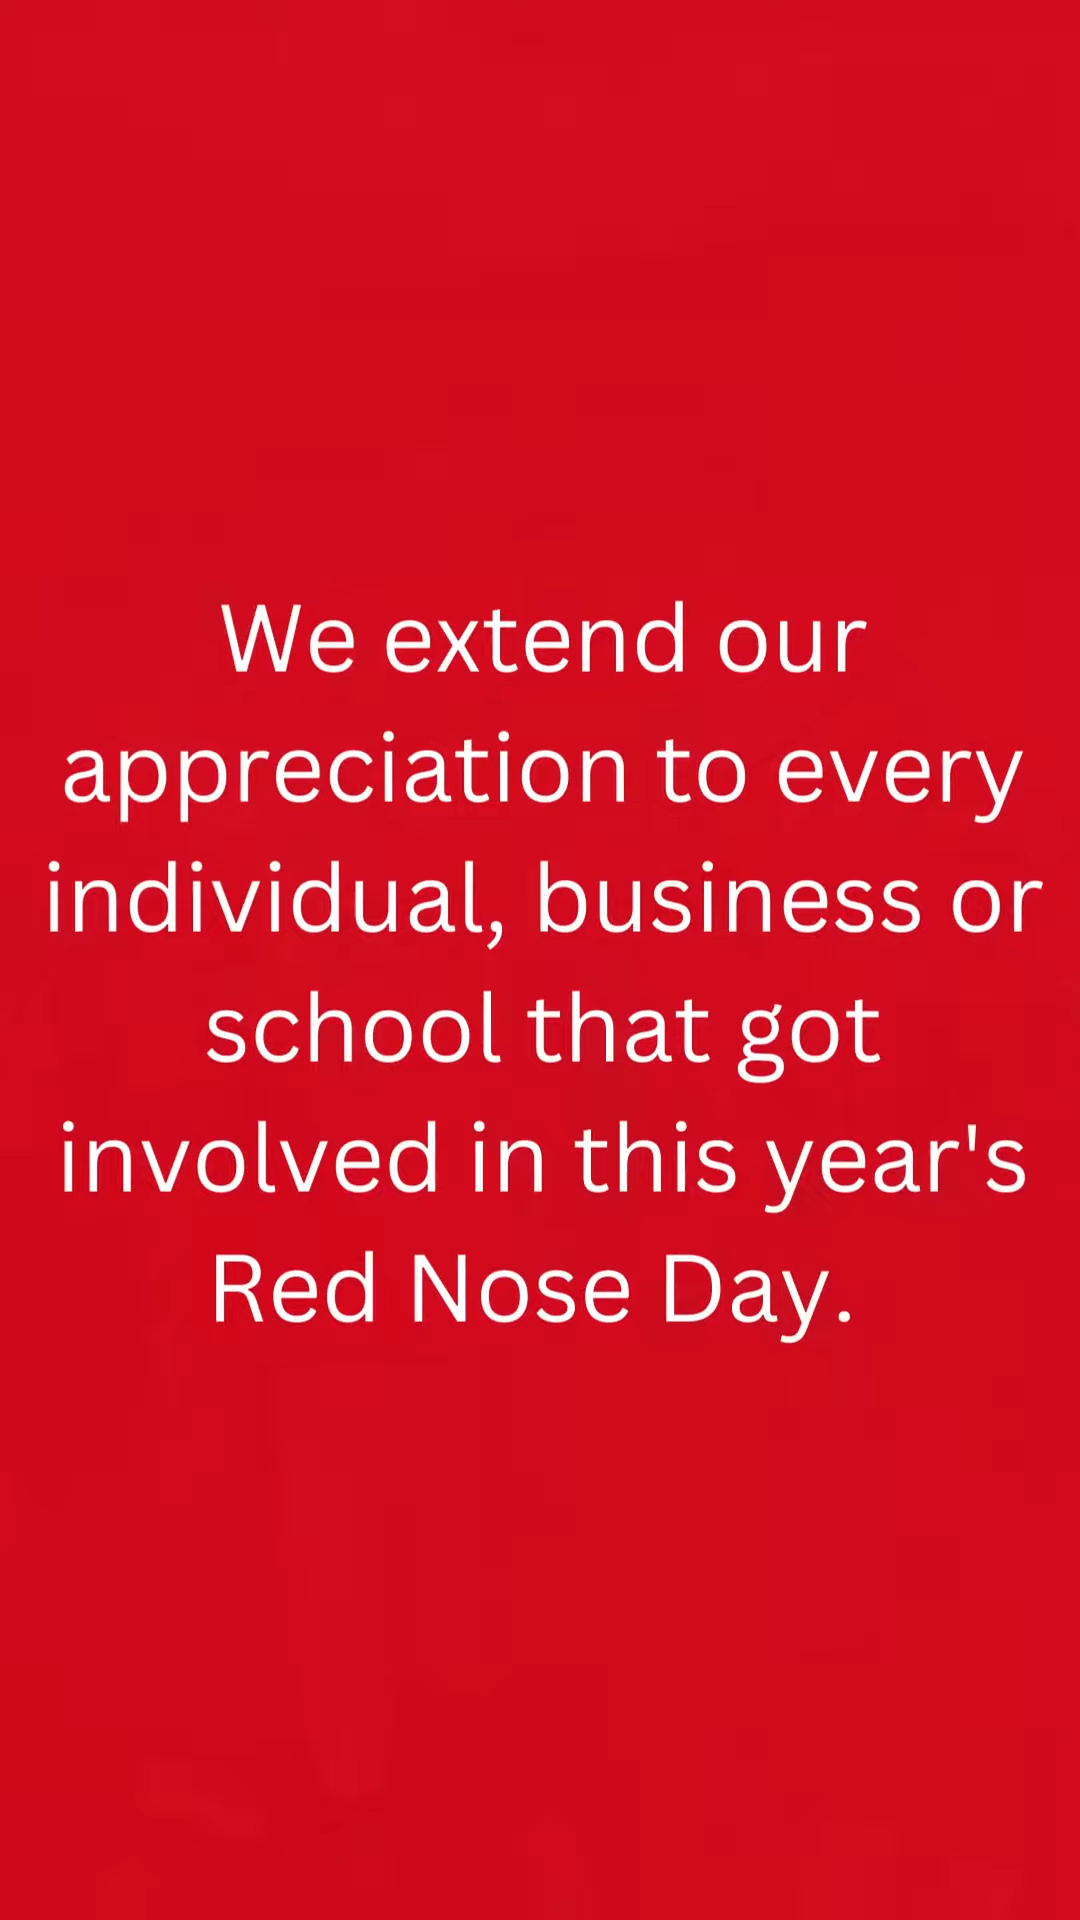 We extend our
appreciation to every
individual, business or
school that got
involved in this year's
Red Nose Day.